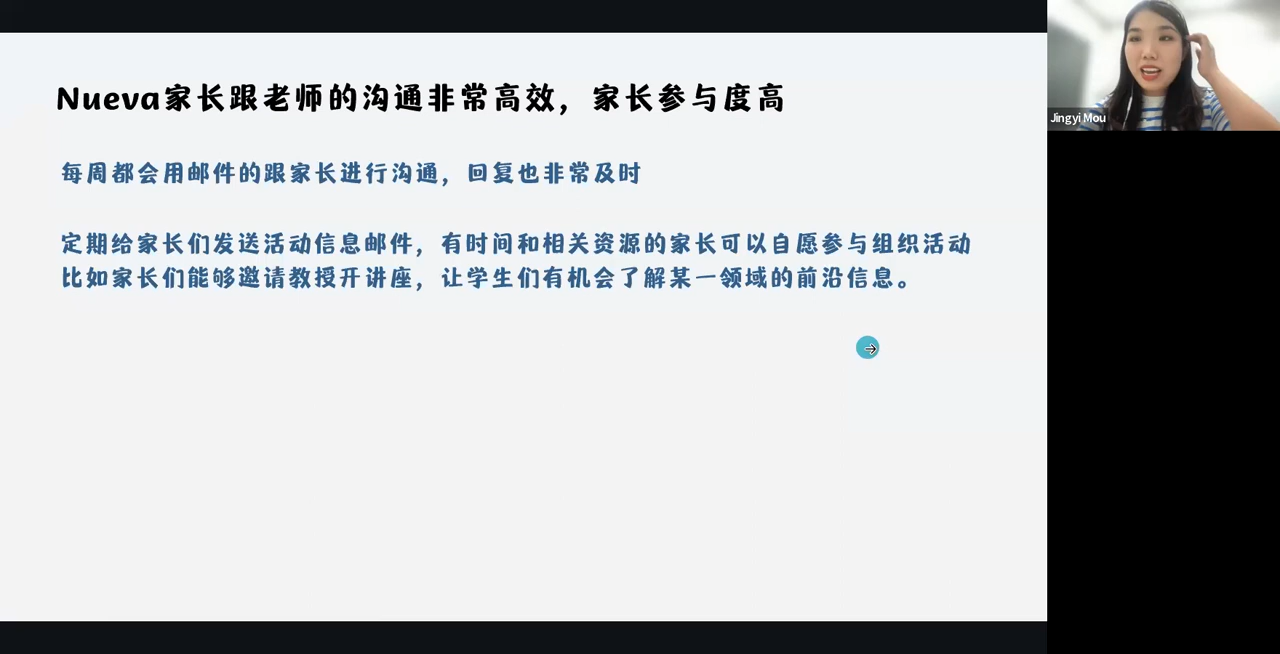 Nueva家长跟老师的沟通非常高效，家长参与度高
每周都会用邮件的跟家长进行沟通，回复也非常及时
定期给家长们发送活动信息邮件，有时间和相关资源的家长可以自愿参与组织活动
比如家长们能够邀请教授开讲座，让学生们有机会了解某一领域的前沿信息。
Jingyi Mou